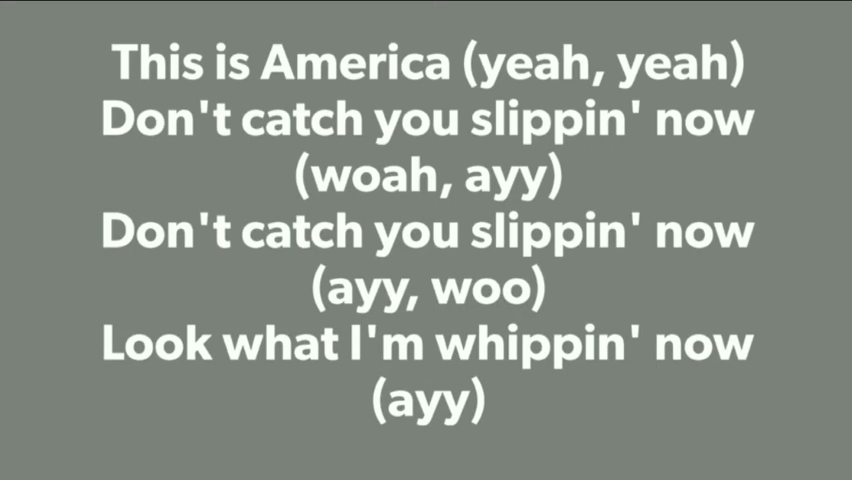 This is America (yeah, yeah)
Don't catch you slippin' now
(woah, ayy)
Don't catch you slippin' now
(ayy, woo)
Look what I'm whippin' now
(ayy)